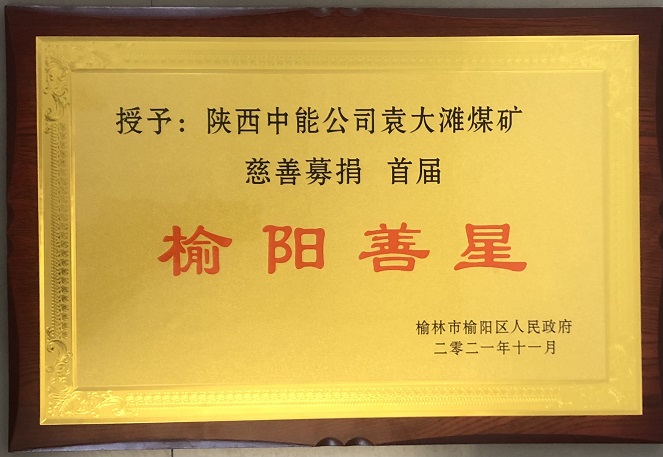 授予：陕西中能公司袁大滩煤矿
慈善募捐 首届
榆阳善星
榆林市榆阳区人民政府
二零二一年十一月